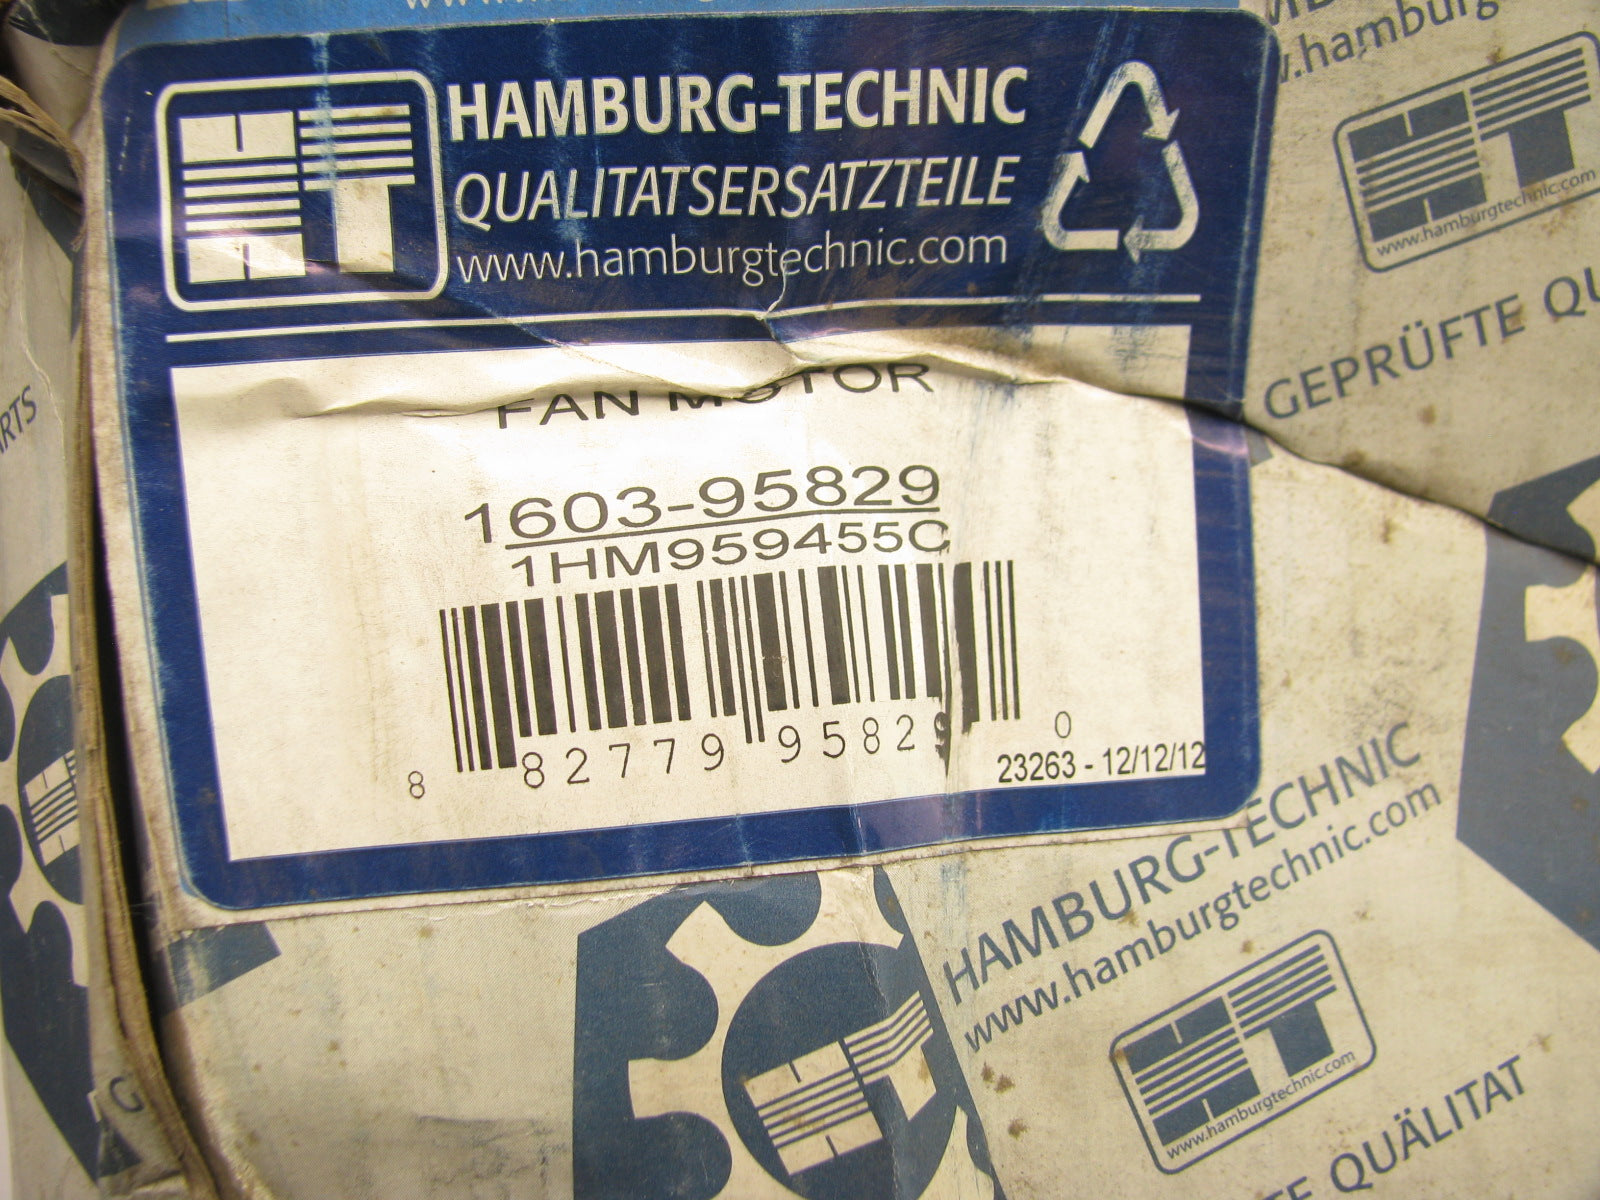 HAMBURG-TECHNIC
QUALITATSERSATZTEILE
www.hamburgtechnic.com
FAN MOTOR
1603-95829
1HM959455C
8 82779 95829 0
23263 - 12/12/12
www.hamburgtechnic.com
GEPRÜFTE
HAMBURG-TECHNIC
www.hamburgtechnic.com
www.hamburgtechnic.com
QUÄLITAT